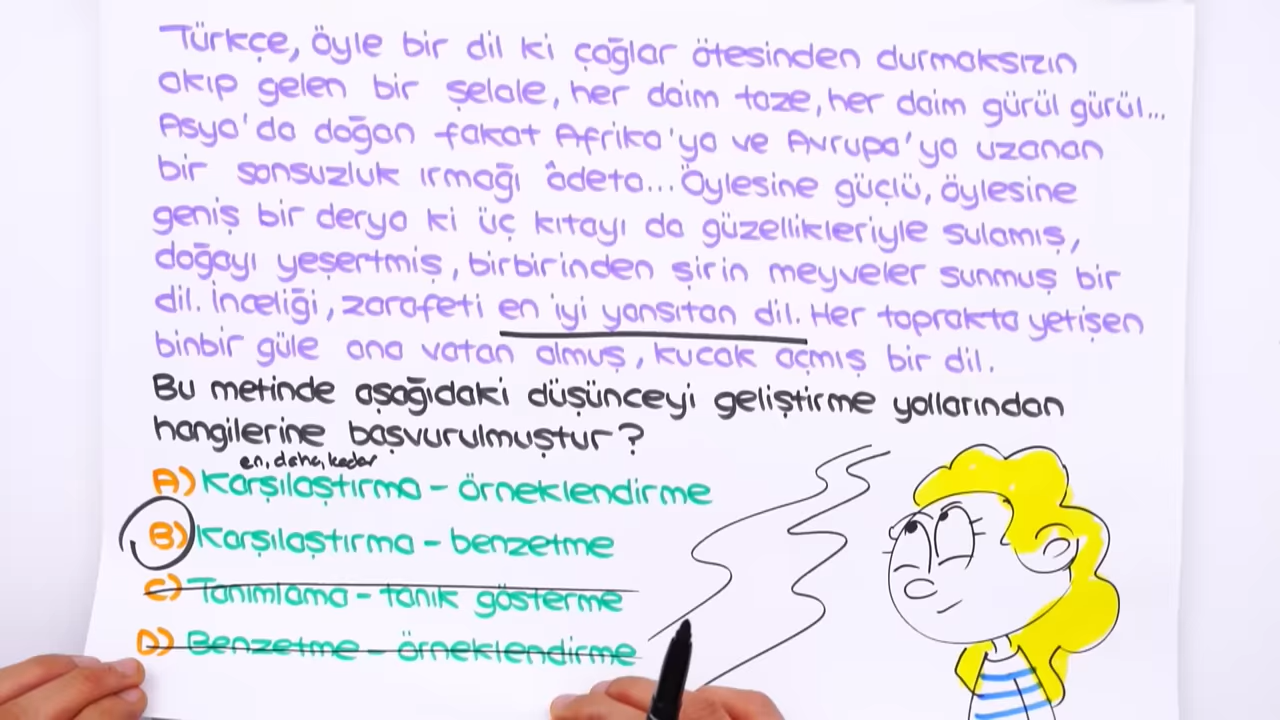 Türkçe, öyle bir dil ki çağlar ötesinden durmaksızın
akıp gelen bir şelale, her daim taze, her daim gürül gürül...
Asya'da doğan fakat Afrika'ya ve Avrupa'ya uzanan
bir sonsuzluk ırmağı âdeta... Öylesine güçlü, öylesine
geniş bir derya ki üç kıtayı da güzellikleriyle sulamış,
doğayı yeşertmiş, birbirinden şirin meyveler sunmuş bir
dil. İnceliği, zarafeti en iyi yansıtan dil. Her toprakta yetişen
binbir güle ana vatan olmuş, kucak açmış bir dil.
Bu metinde aşağıdaki düşünceyi geliştirme yollarından
hangilerine başvurulmuştur?
en, daha, kadar
A) Karşılaştırma - örneklendirme
B) Karşılaştırma - benzetme
C) Tanımlama - tanık gösterme
D) Benzetme - örneklendirme